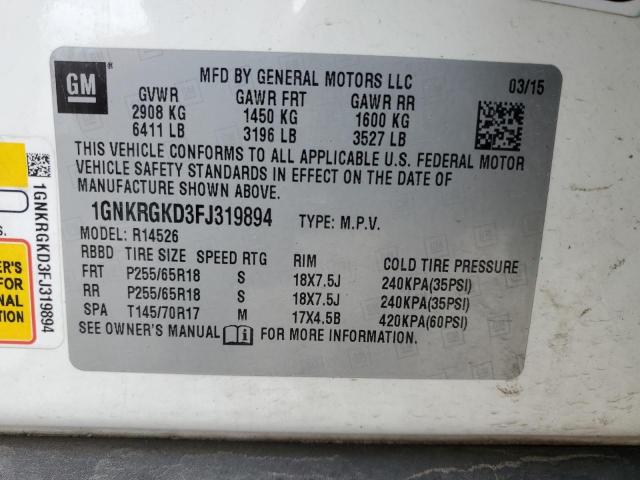 GM
MFD BY GENERAL MOTORS LLC
03/15
GVWR GAWR FRT GAWR RR
2908 KG 1450 KG 1600 KG
6411 LB 3196 LB 3527 LB
THIS VEHICLE CONFORMS TO ALL APPLICABLE U.S. FEDERAL MOTOR
VEHICLE SAFETY STANDARDS IN EFFECT ON THE DATE OF
MANUFACTURE SHOWN ABOVE.
1GNKRGKD3FJ319894 TYPE: M.P.V.
MODEL: R14526
RBBD TIRE SIZE SPEED RTG RIM COLD TIRE PRESSURE
FRT P255/65R18 S 18X7.5J 240KPA(35PSI)
RR P255/65R18 S 18X7.5J 240KPA(35PSI)
SPA T145/70R17 M 17X4.5B 420KPA(60PSI)
SEE OWNER'S MANUAL FOR MORE INFORMATION
1GNKRGKD3FJ319894
ER'S
FOR
NAL
ION